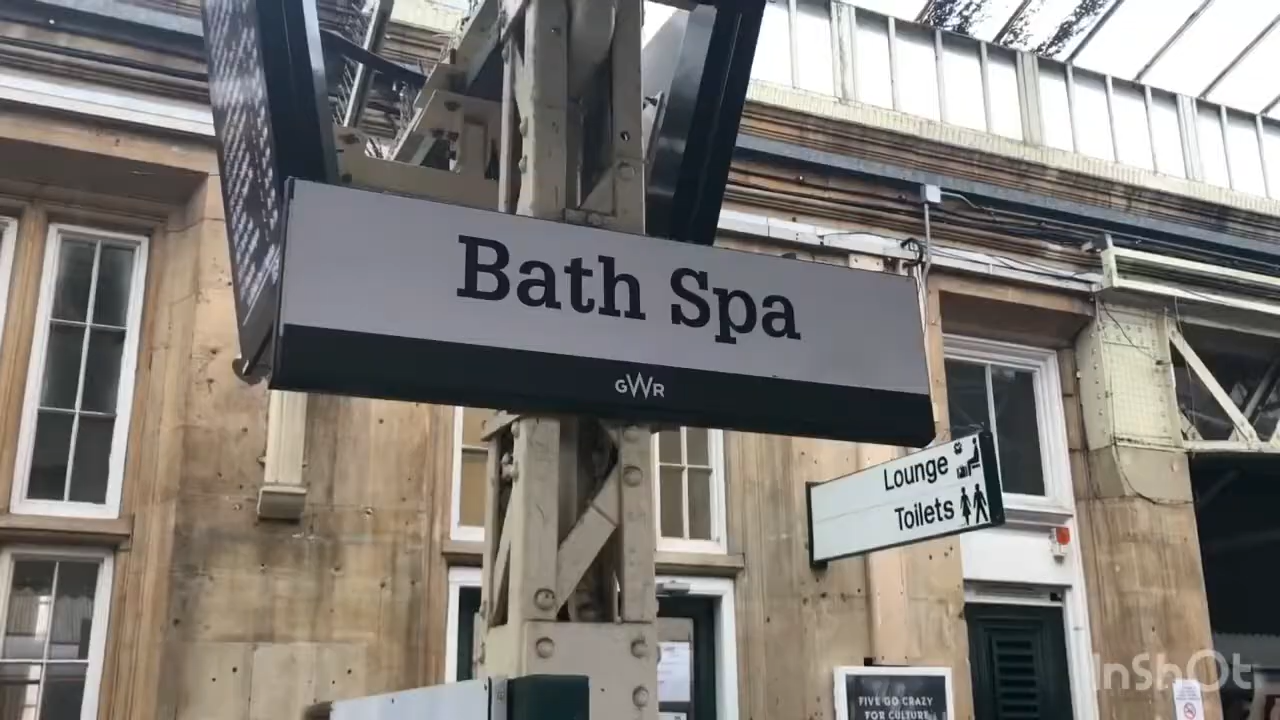 Bath Spa
GWR
Lounge
Toilets
FIVE GO CRAZY
FOR CULTURE
InShOt